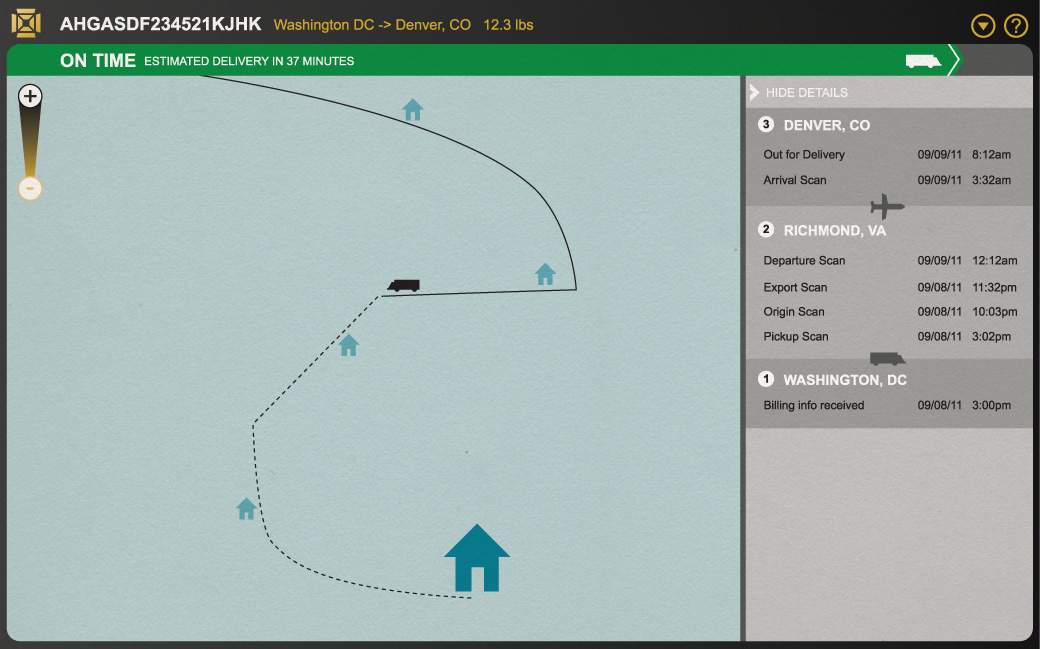 AHGASDF234521KJHK Washington DC -> Denver, CO 12.3 lbs
?
ON TIME ESTIMATED DELIVERY IN 37 MINUTES
+
-
HIDE DETAILS
3 DENVER, CO
Out for Delivery 09/09/11 8:12am
Arrival Scan 09/09/11 3:32am
2 RICHMOND, VA
Departure Scan 09/09/11 12:12am
Export Scan 09/08/11 11:32pm
Origin Scan 09/08/11 10:03pm
Pickup Scan 09/08/11 3:02pm
1 WASHINGTON, DC
Billing info received 09/08/11 3:00pm